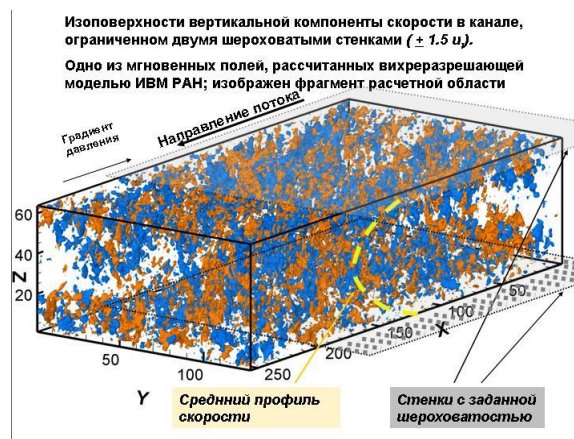 Изоповерхности вертикальной компоненты скорости в канале,
ограниченном двумя шероховатыми стенками ( ± 1.5 u*).
Одно из мгновенных полей, рассчитанных вихреразрешающей
моделью ИВМ РАН; изображен фрагмент расчетной области
Градиент
давления
Направление потока
60
40
20
Z
50
100
Y
250
200
150
100
50
X
Средний профиль
скорости
Стенки с заданной
шероховатостью